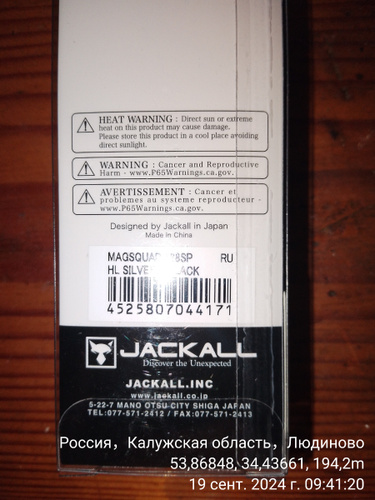 HEAT WARNING : Direct sun or extreme
heat on this product may cause damage.
Please store this product in a cool place avoiding
direct sunlight.
WARNING : Cancer and Reproductive
Harm - www.P65Warnings.ca.gov.
AVERTISSEMENT : Cancer et
problemes au systeme reproducteur -
www.P65Warnings.ca.gov.
Designed by Jackall in Japan
Made in China
RU
HL
4525807044171
JACKALL
Discover the Unexpected
JACKALL.INC
www.jackall.co.jp
5-22-7 MANO OTSU-CITY SHIGA JAPAN
TEL:077-571-2412 / FAX:077-571-2413
Россия, Калужская область, Людиново
53,86848, 34,43661, 194,2m
19 сент. 2024 г. 09:41:20